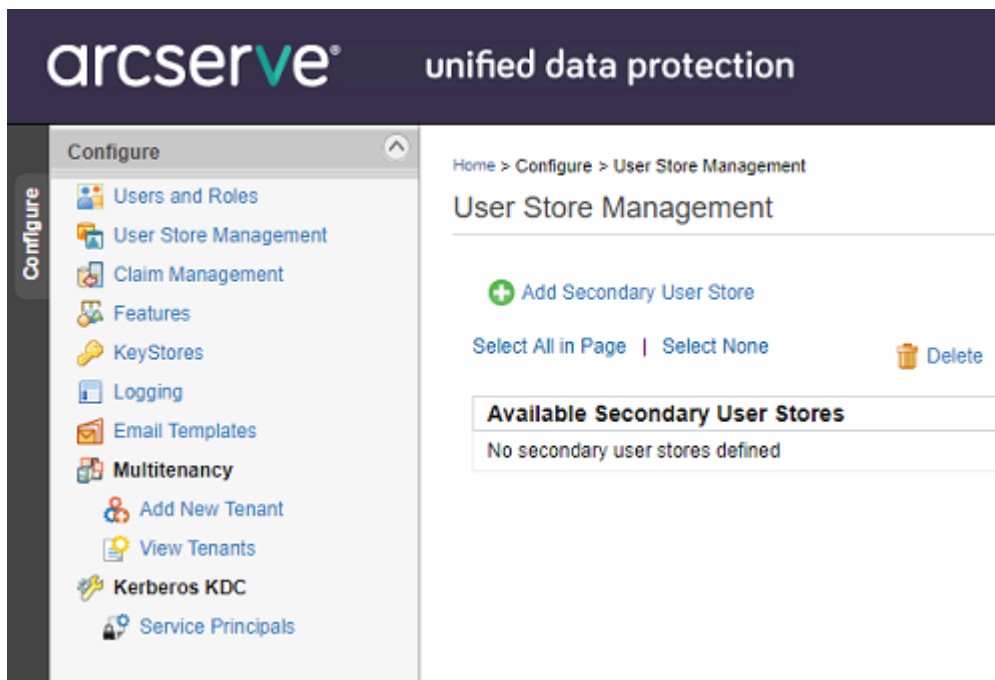 arcserve®
unified data protection
Configure
Configure
Users and Roles
User Store Management
Claim Management
Features
KeyStores
Logging
Email Templates
Multitenancy
Add New Tenant
View Tenants
Kerberos KDC
Service Principals
Home > Configure > User Store Management
User Store Management
Add Secondary User Store
Select All in Page | Select None
Delete
Available Secondary User Stores
No secondary user stores defined